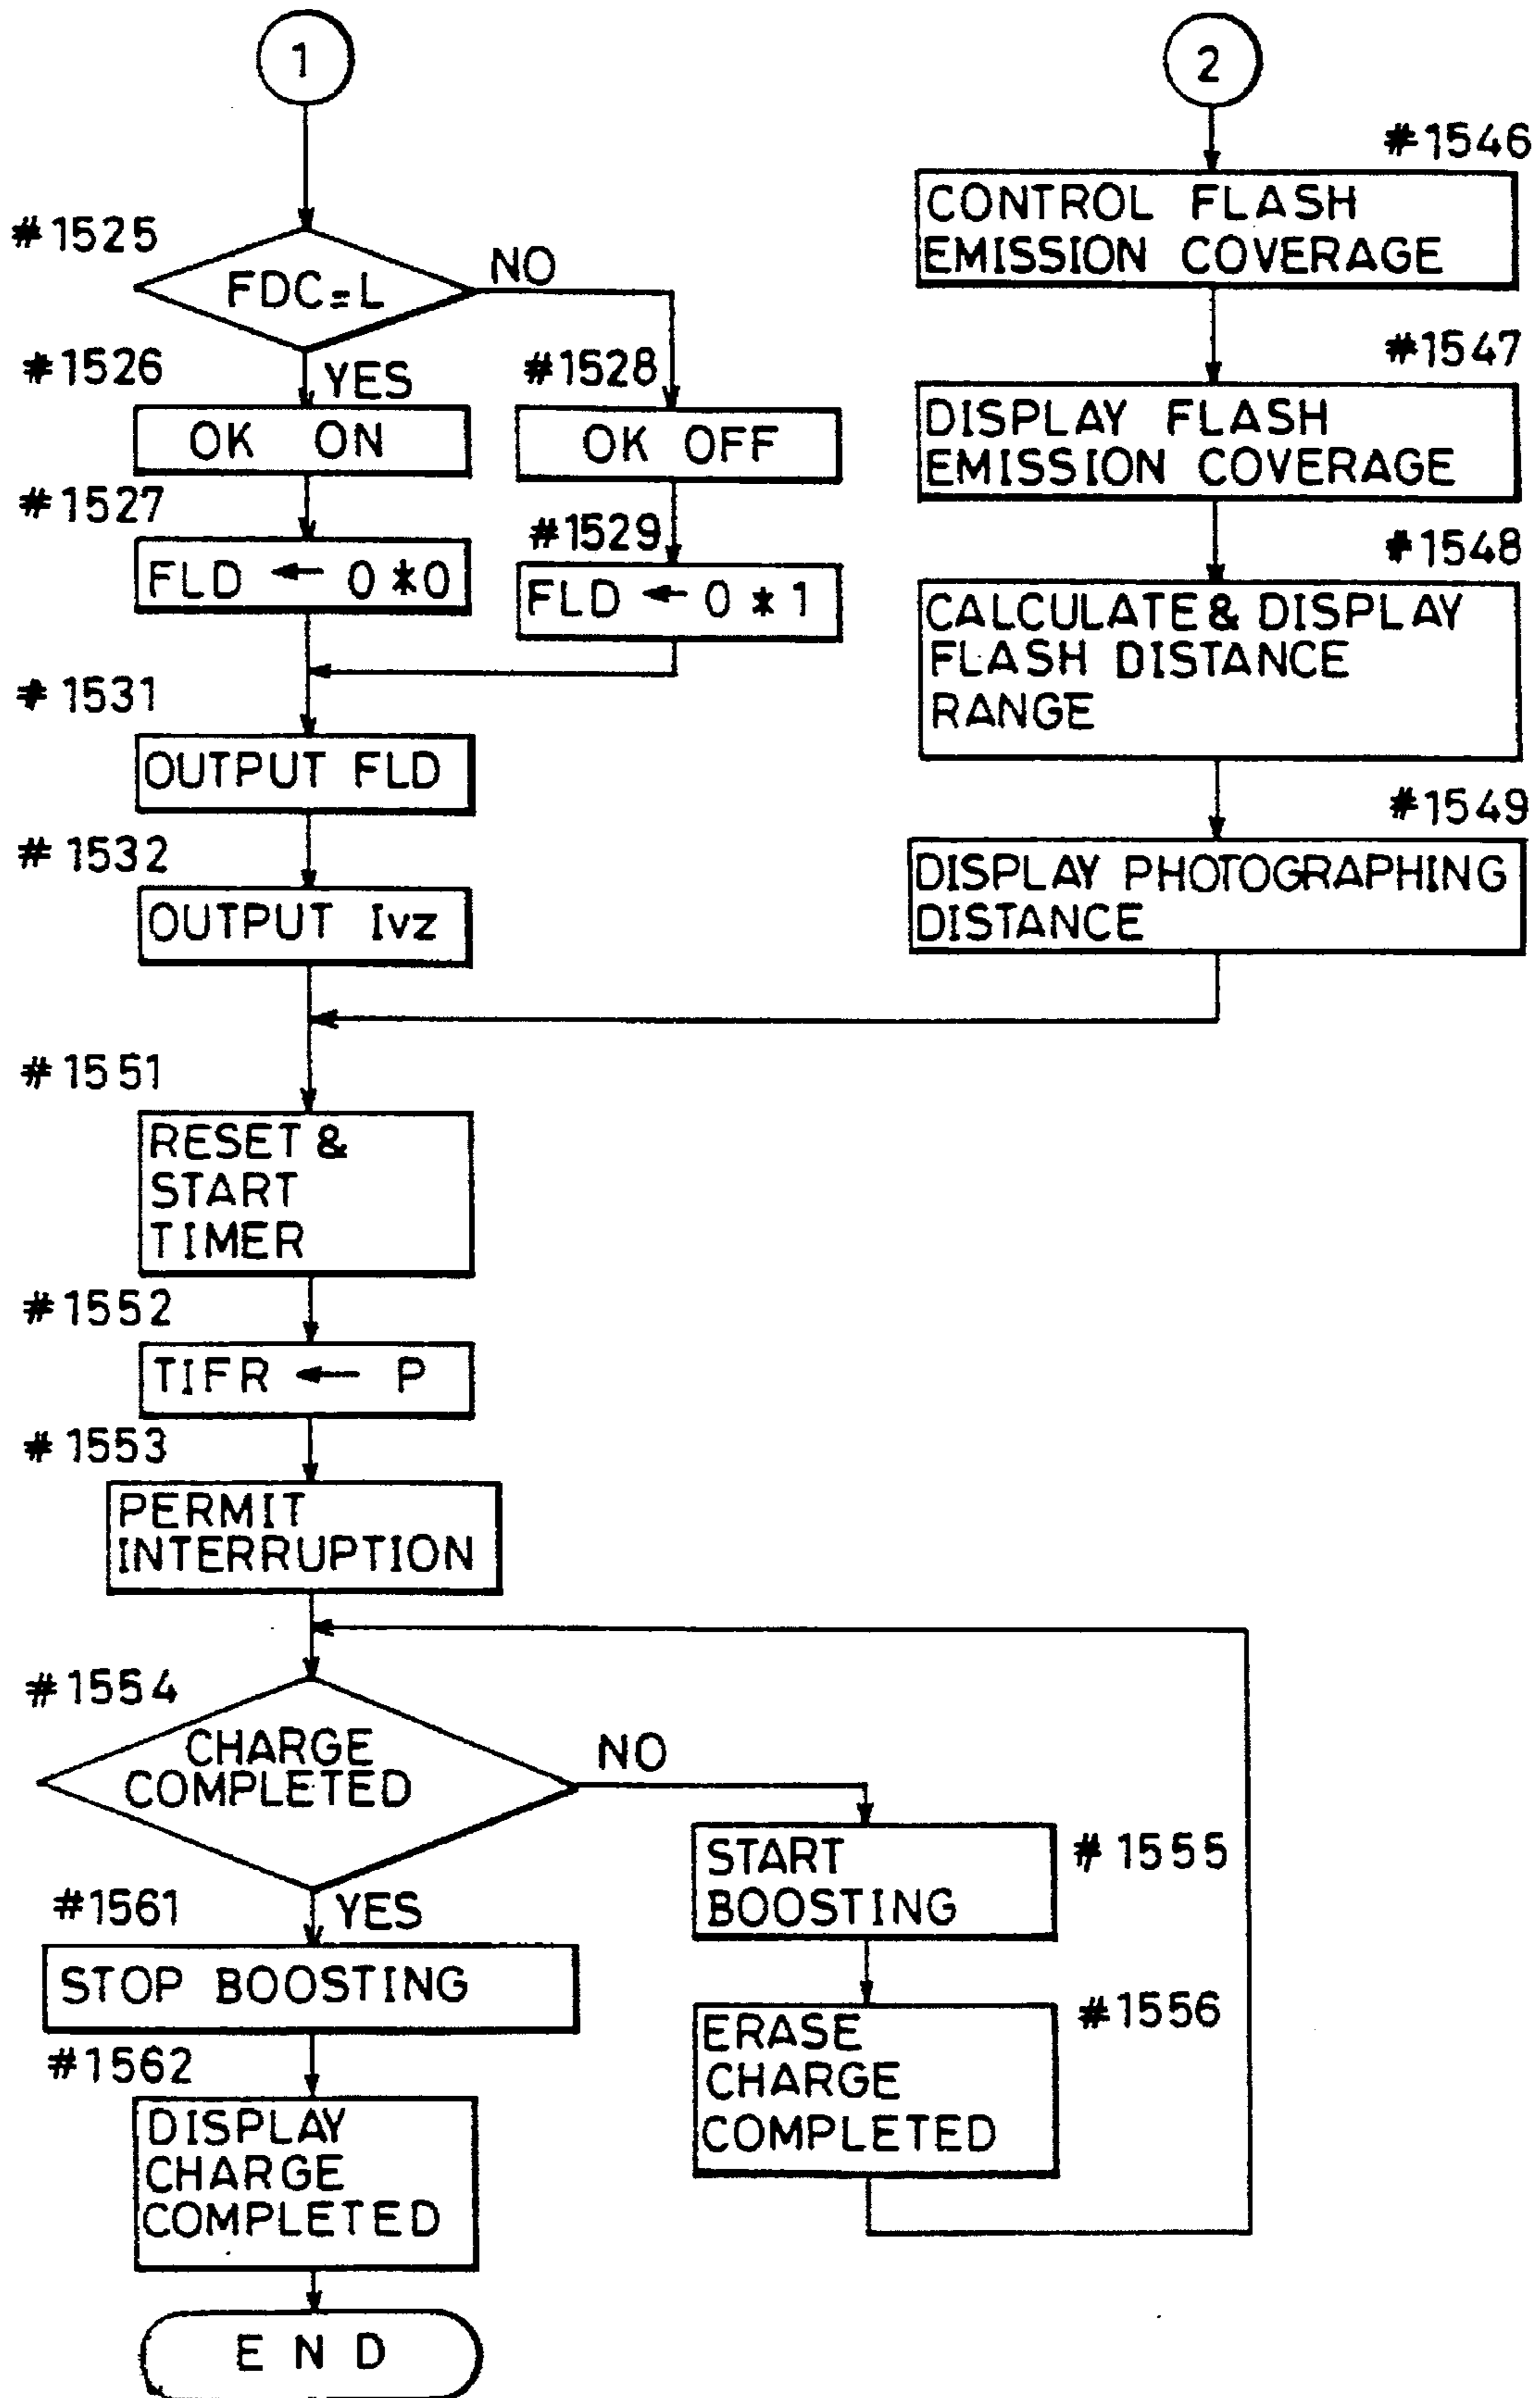 1
#1525
FDC=L
NO
#1526
YES
OK ON
#1528
OK OFF
#1527
FLD ← 0*0
#1529
FLD ← 0*1
#1531
OUTPUT FLD
#1532
OUTPUT Ivz
2
#1546
CONTROL FLASH
EMISSION COVERAGE
#1547
DISPLAY FLASH
EMISSION COVERAGE
#1548
CALCULATE & DISPLAY
FLASH DISTANCE
RANGE
#1549
DISPLAY PHOTOGRAPHING
DISTANCE
#1551
RESET &
START
TIMER
#1552
TIFR ← P
#1553
PERMIT
INTERRUPTION
#1554
CHARGE
COMPLETED
NO
START
BOOSTING
#1555
ERASE
CHARGE
COMPLETED
#1556
#1561
YES
STOP BOOSTING
#1562
DISPLAY
CHARGE
COMPLETED
END